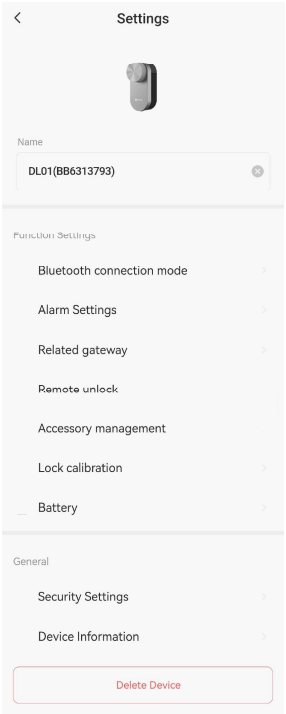 Settings
Name
DL01(BB6313793)
Function Settings
Bluetooth connection mode
Alarm Settings
Related gateway
Remote unlock
Accessory management
Lock calibration
Battery
General
Security Settings
Device Information
Delete Device